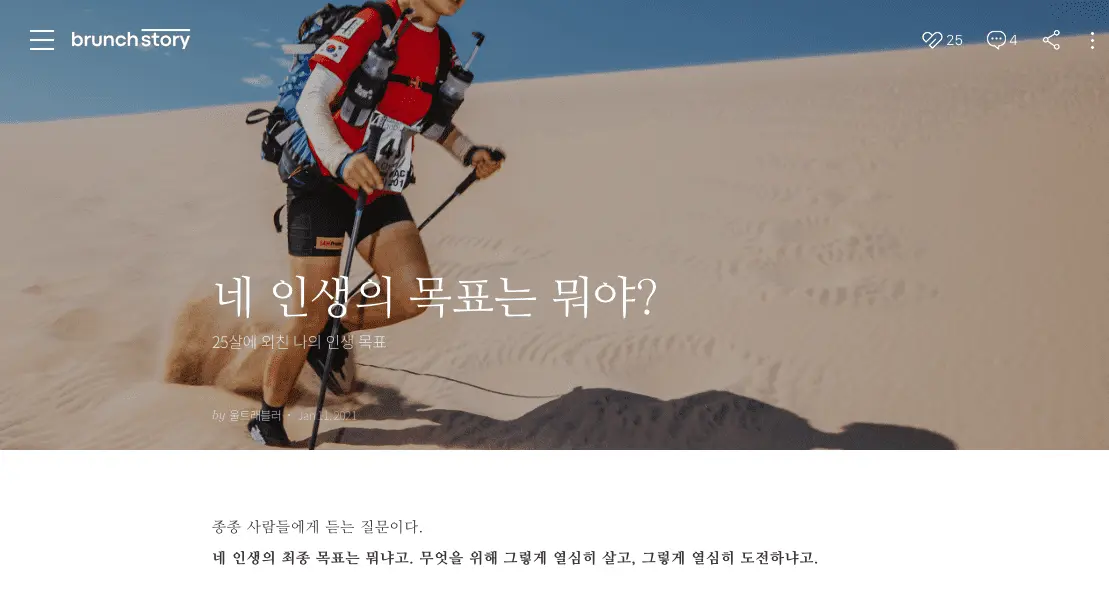 brunch story
25
4
네 인생의 목표는 뭐야?
25살에 외친 나의 인생 목표
by 울트래블러 · Jan 11. 2021
종종 사람들에게 듣는 질문이다.
네 인생의 최종 목표는 뭐냐고. 무엇을 위해 그렇게 열심히 살고, 그렇게 열심히 도전하냐고.